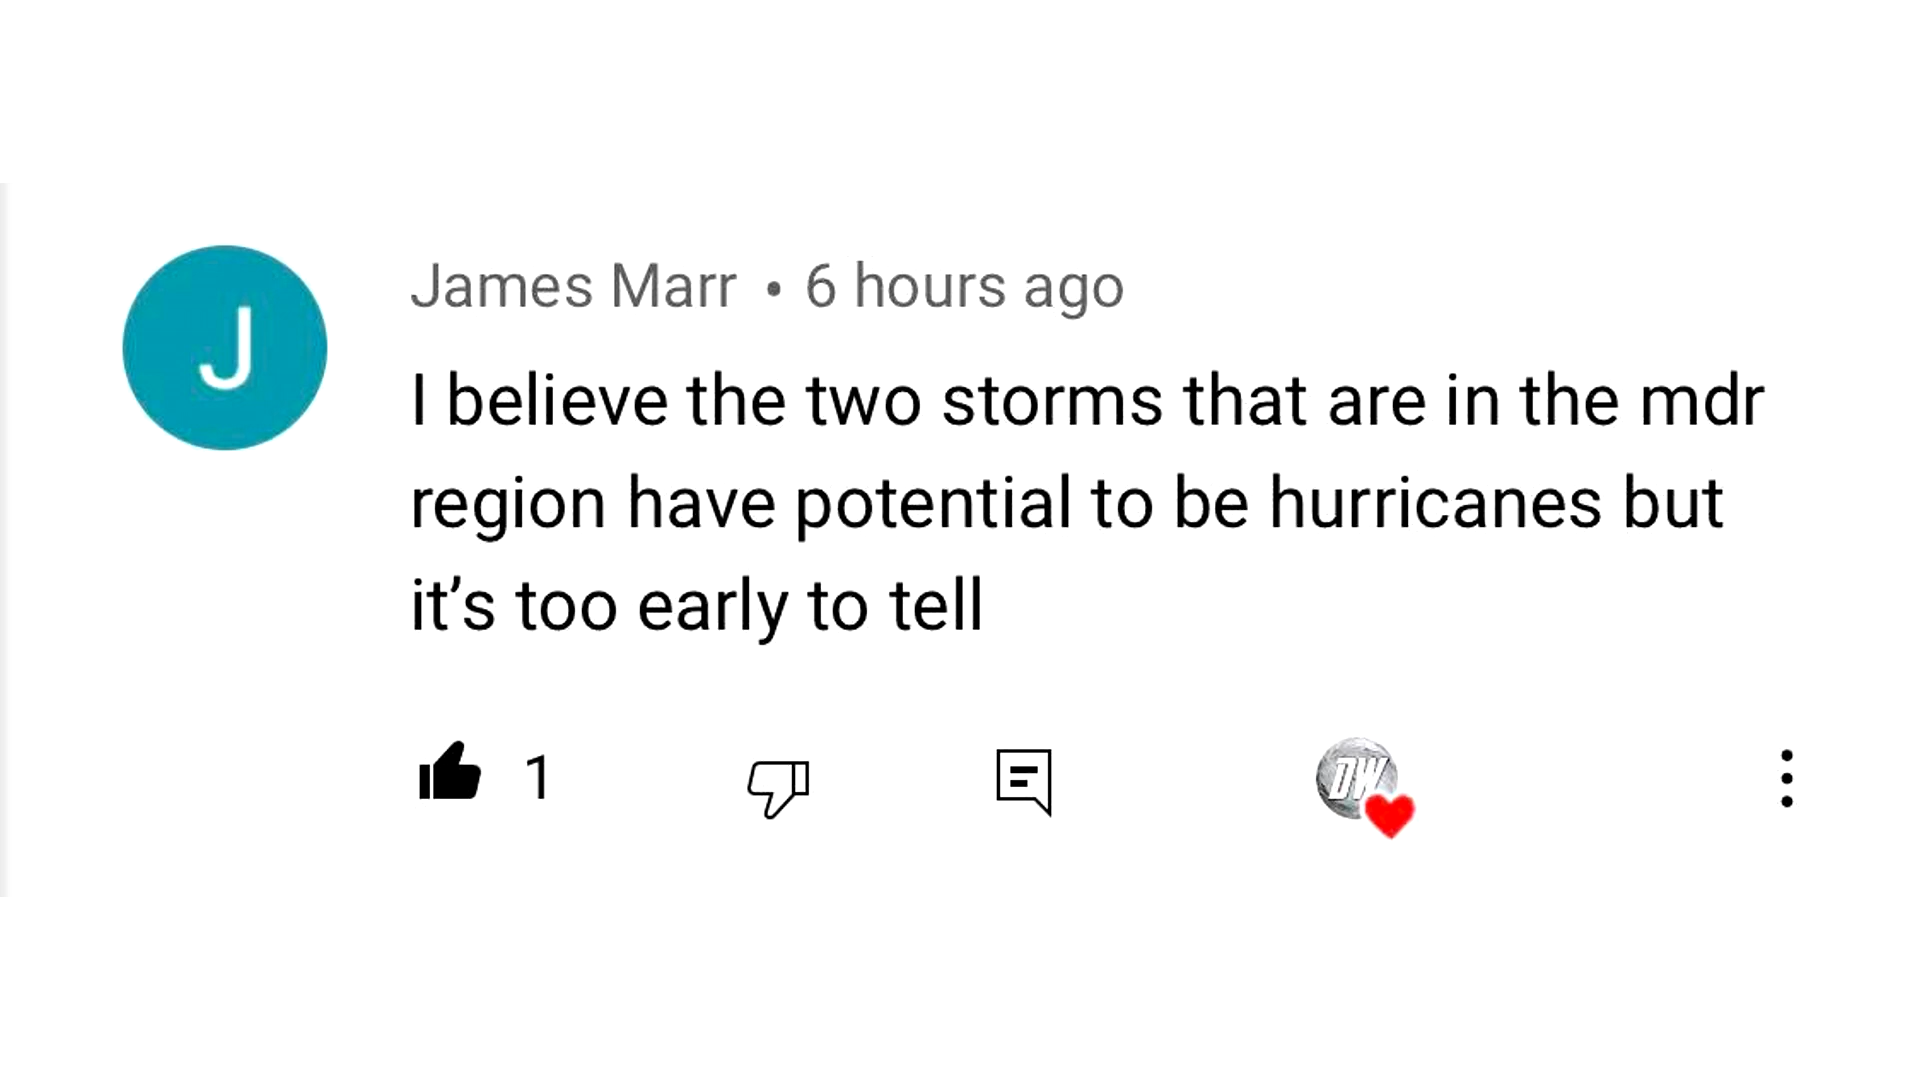 J
James Marr • 6 hours ago
I believe the two storms that are in the mdr
region have potential to be hurricanes but
it’s too early to tell
1
DW